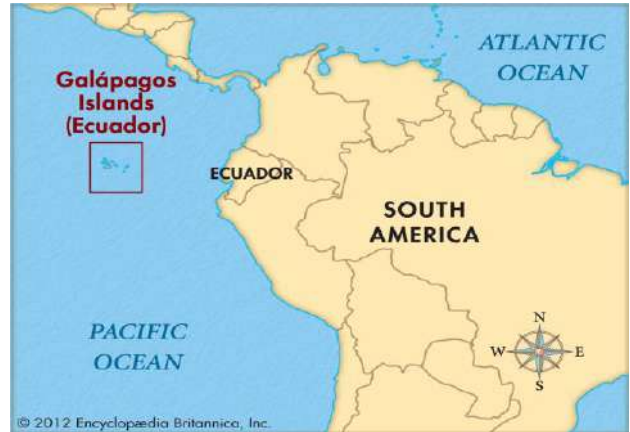 ATLANTIC
OCEAN
Galápagos
Islands
(Ecuador)
ECUADOR
SOUTH
AMERICA
PACIFIC
OCEAN
N
W
E
S
© 2012 Encyclopædia Britannica, Inc.